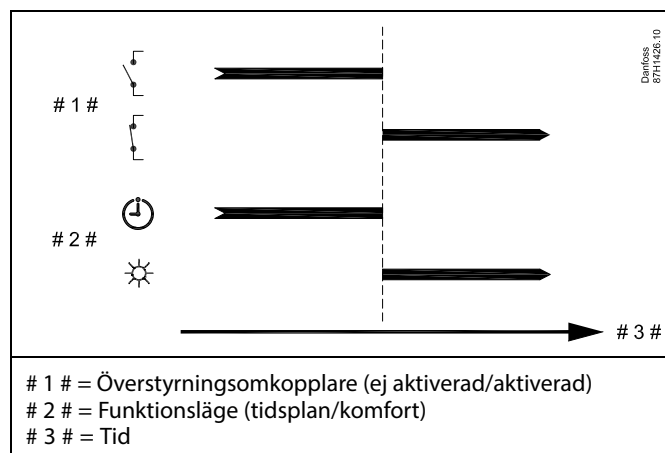 Danfoss
87H1426.10
# 1 #
# 2 #
# 3 #
# 1 # = Överstyrningsomkopplare (ej aktiverad/aktiverad)
# 2 # = Funktionsläge (tidsplan/komfort)
# 3 # = Tid